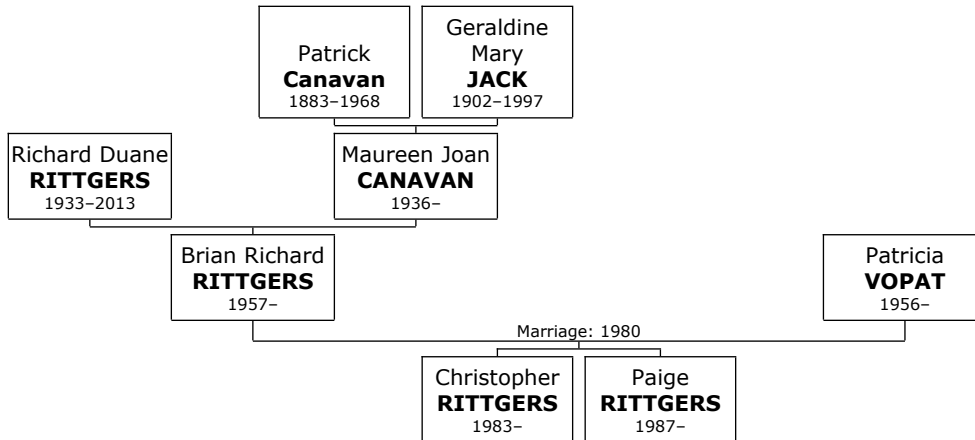 Patrick
Canavan
1883–1968
Geraldine
Mary
JACK
1902–1997
Richard Duane
RITTGERS
1933–2013
Maureen Joan
CANAVAN
1936–
Brian Richard
RITTGERS
1957–
Patricia
VOPAT
1956–
Marriage: 1980
Christopher
RITTGERS
1983–
Paige
RITTGERS
1987–